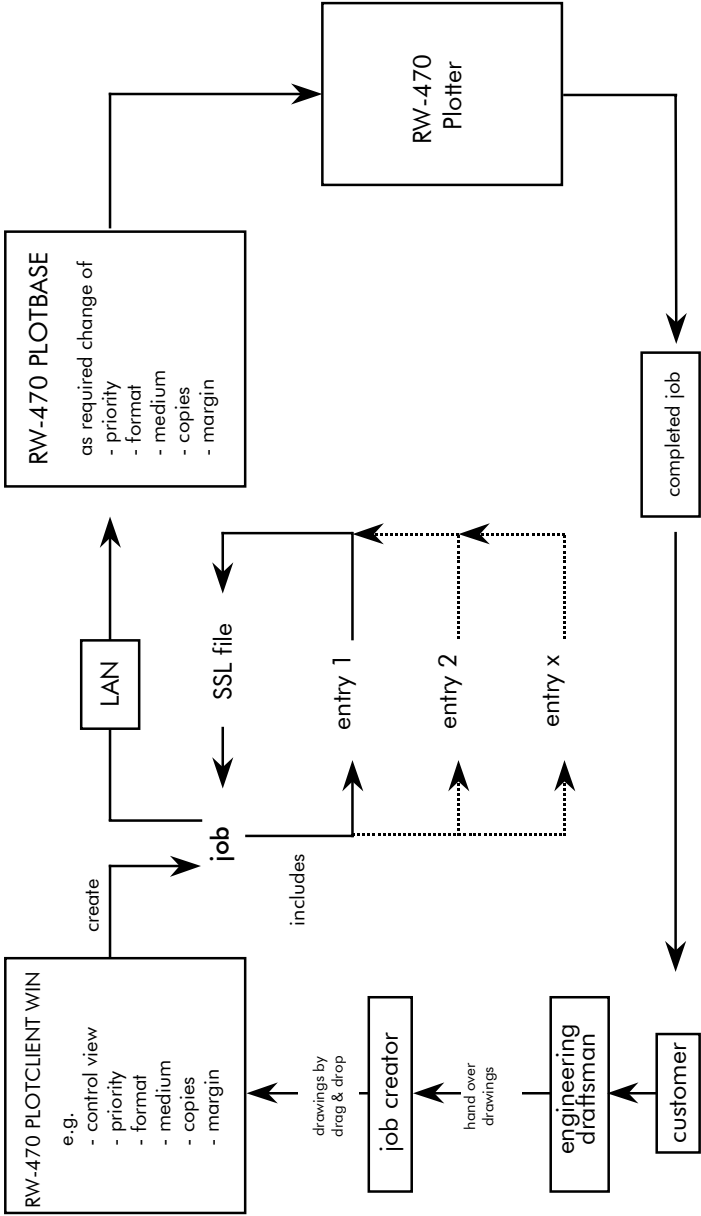 RW-470 PLOTCLIENT WIN
e.g.
- control view
- priority
- format
- medium
- copies
- margin
create
LAN
RW-470 PLOTBASE
as required change of
- priority
- format
- medium
- copies
- margin
RW-470
Plotter
job
SSL file
includes
entry 1
entry 2
entry x
drawings by
drag & drop
job creator
hand over
drawings
engineering
draftsman
customer
completed job